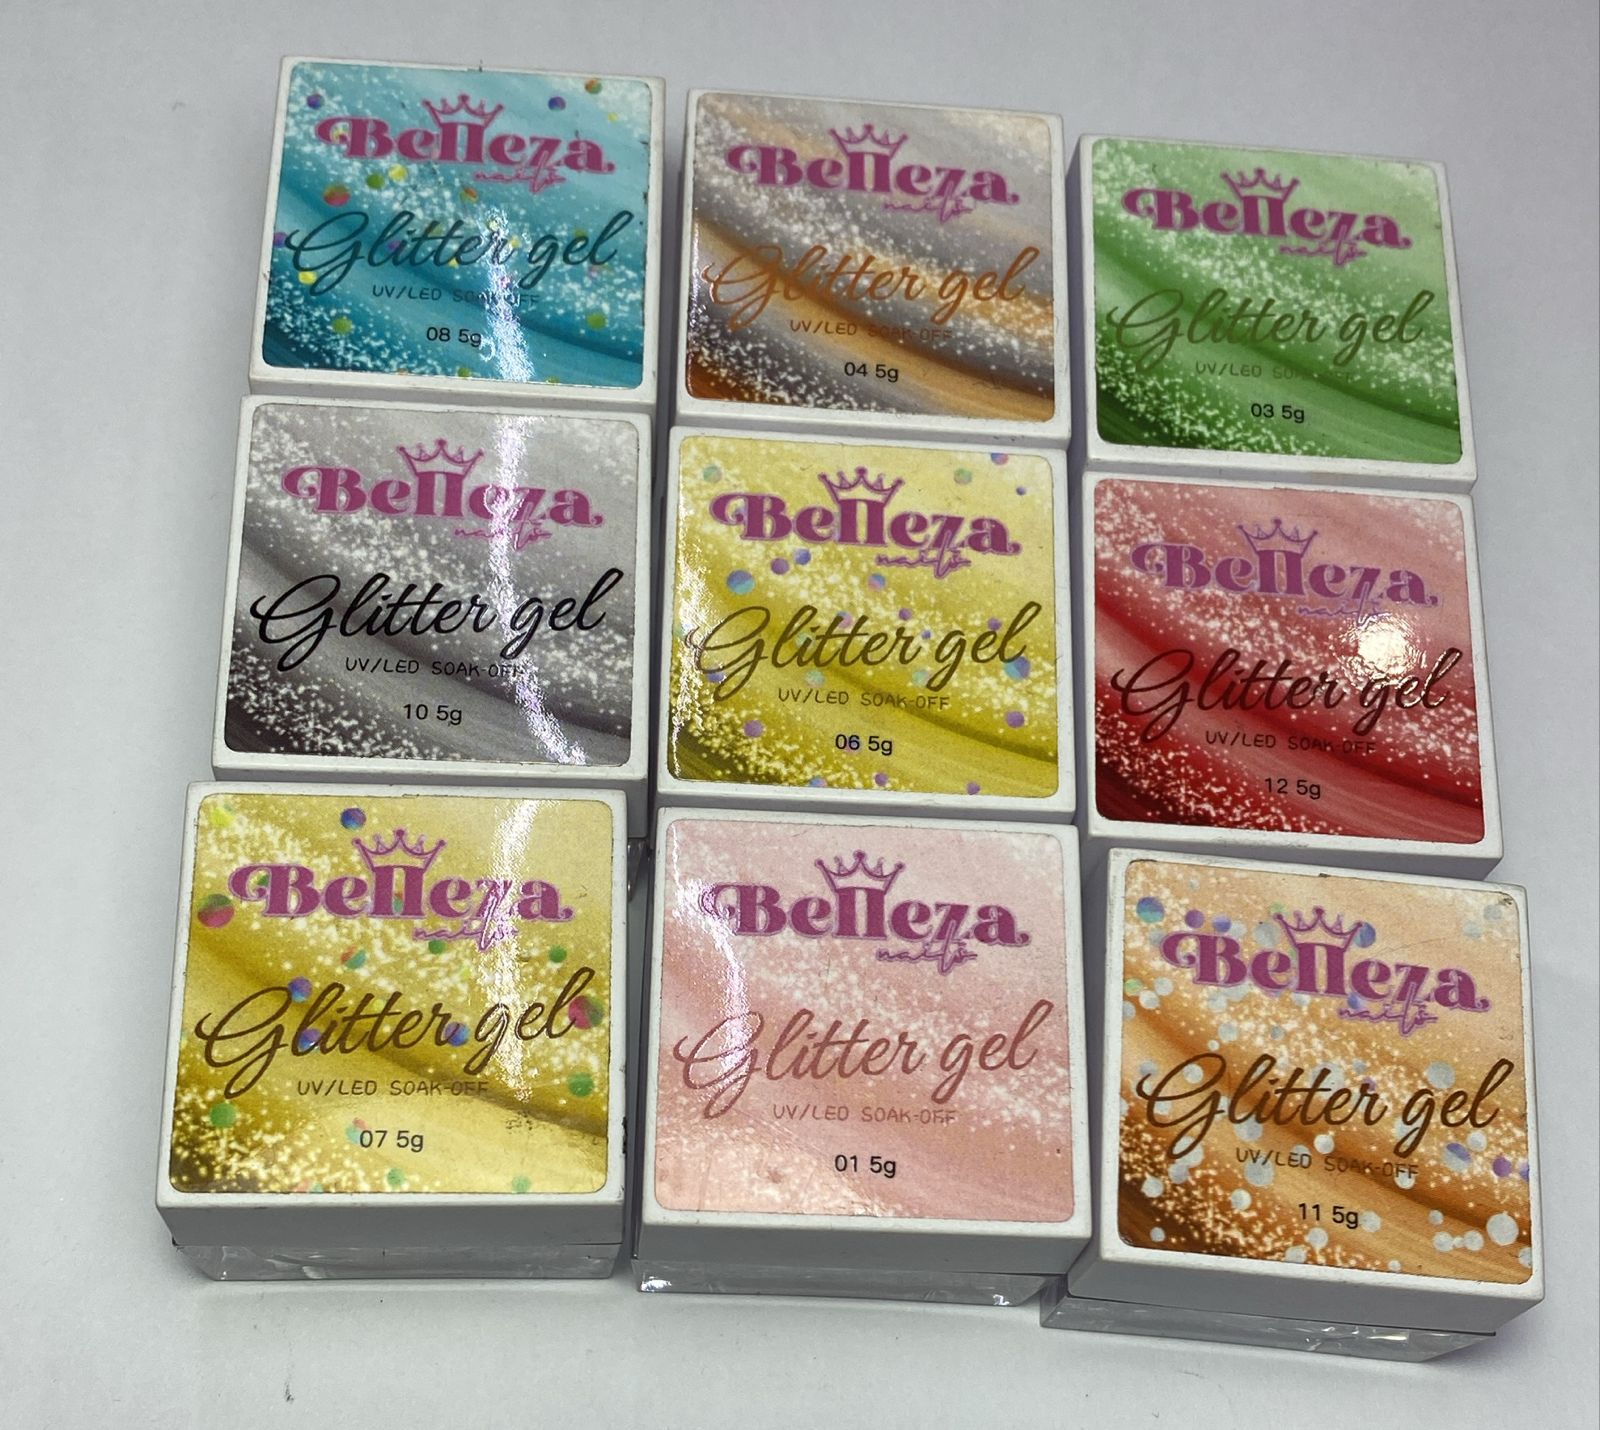 Belleza
nails
Glitter gel
UV/LED SOAK-OFF
08 5g
Belleza
nails
Glitter gel
UV/LED SOAK-OFF
04 5g
Belleza
nails
Glitter gel
UV/LED SOAK-OFF
03 5g
Belleza
nails
Glitter gel
UV/LED SOAK-OFF
10 5g
Belleza
nails
Glitter gel
UV/LED SOAK-OFF
06 5g
Belleza
nails
Glitter gel
UV/LED SOAK-OFF
12 5g
Belleza
nails
Glitter gel
UV/LED SOAK-OFF
07 5g
Belleza
nails
Glitter gel
UV/LED SOAK-OFF
01 5g
Belleza
nails
Glitter gel
UV/LED SOAK-OFF
11 5g